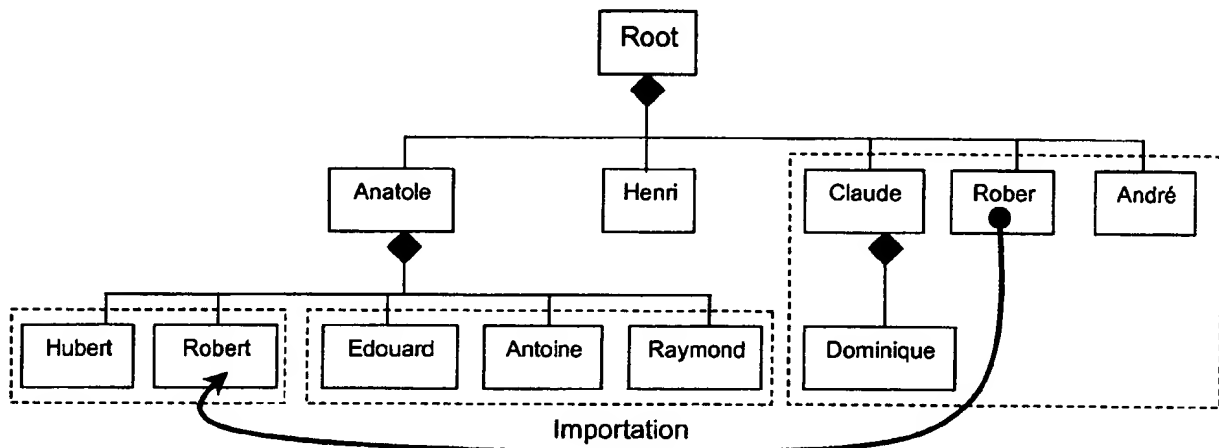 Root
Anatole
Henri
Claude
Rober
André
Hubert
Robert
Edouard
Antoine
Raymond
Dominique
Importation